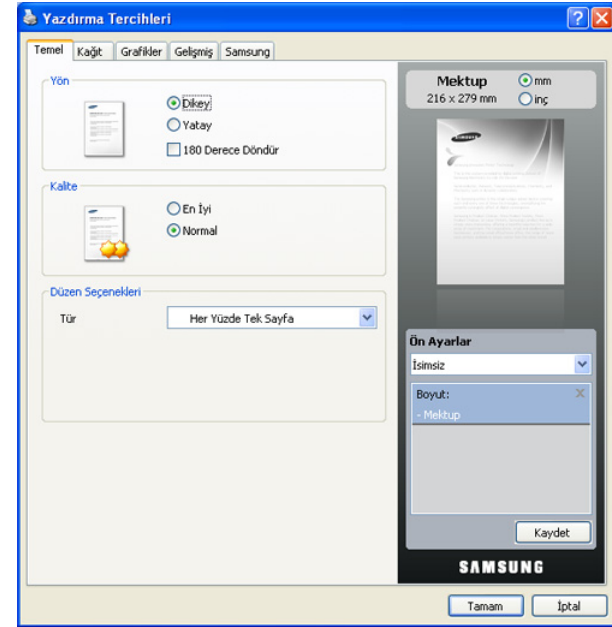 Yazdırma Tercihleri
Temel Kağıt Grafikler Gelişmiş Samsung
Yön
Dikey
Yatay
180 Derece Döndür
Kalite
En İyi
Normal
Düzen Seçenekleri
Tür Her Yüzde Tek Sayfa
Mektup mm
216 x 279 mm inç
Ön Ayarlar
İsimsiz
Boyut:
- Mektup
Kaydet
SAMSUNG
Tamam İptal